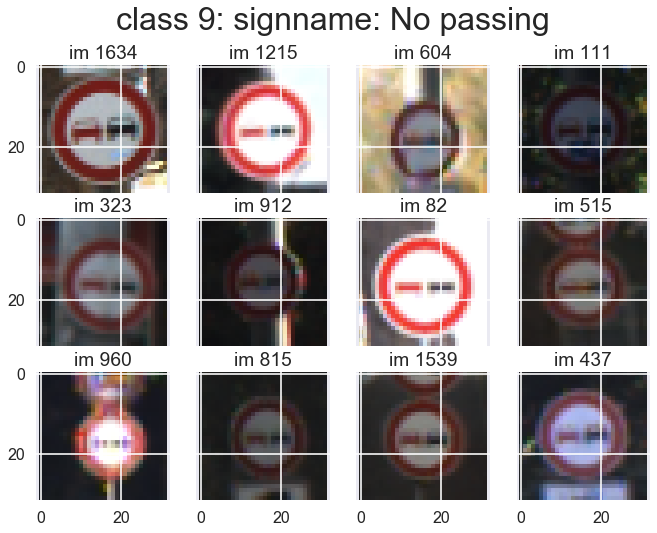 class 9: signname: No passing
im 1634 im 1215 im 604 im 111
0
20
im 323 im 912 im 82 im 515
0
20
im 960 im 815 im 1539 im 437
0
20
0 20 0 20 0 20 0 20